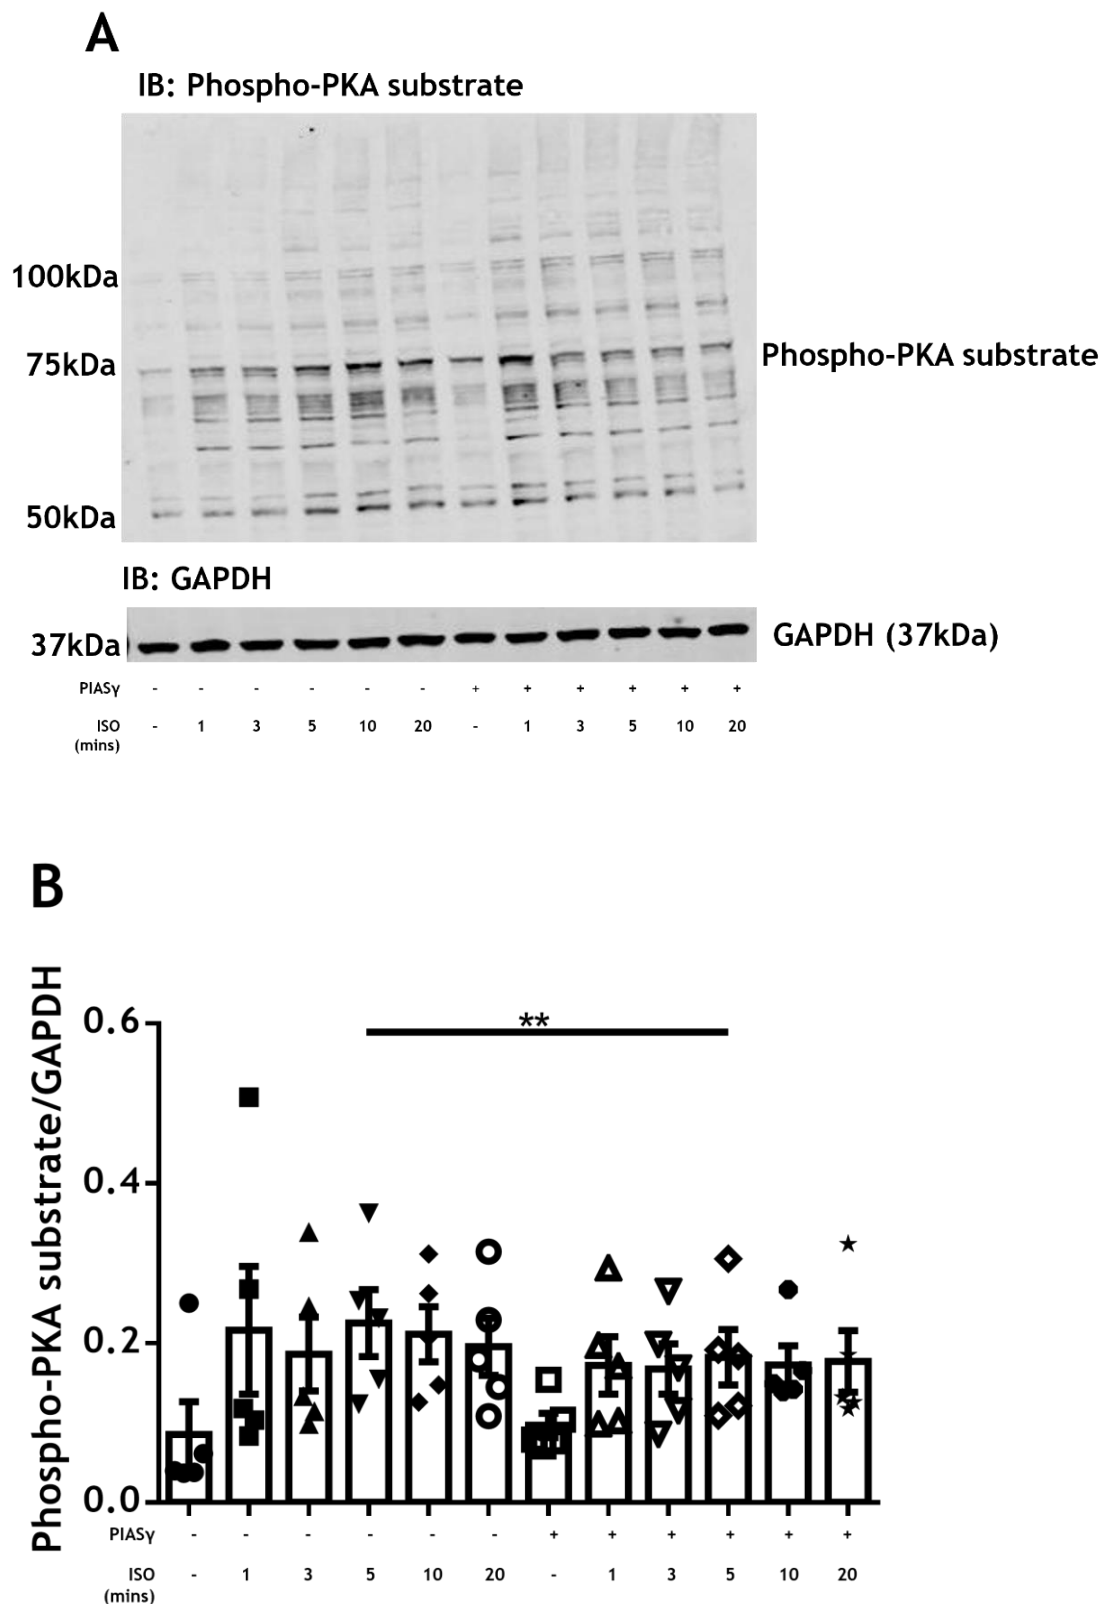 A
IB: Phospho-PKA substrate
100kDa
75kDa
Phospho-PKA substrate
50kDa
IB: GAPDH
37kDa
GAPDH (37kDa)
PIASγ - - - - - - + + + + + +
ISO - 1 3 5 10 20 - 1 3 5 10 20
(mins)
B
Phospho-PKA substrate/GAPDH
0.6
**
0.4
0.2
0.0
PIASγ - - - - - - + + + + + +
ISO - 1 3 5 10 20 - 1 3 5 10 20
(mins)